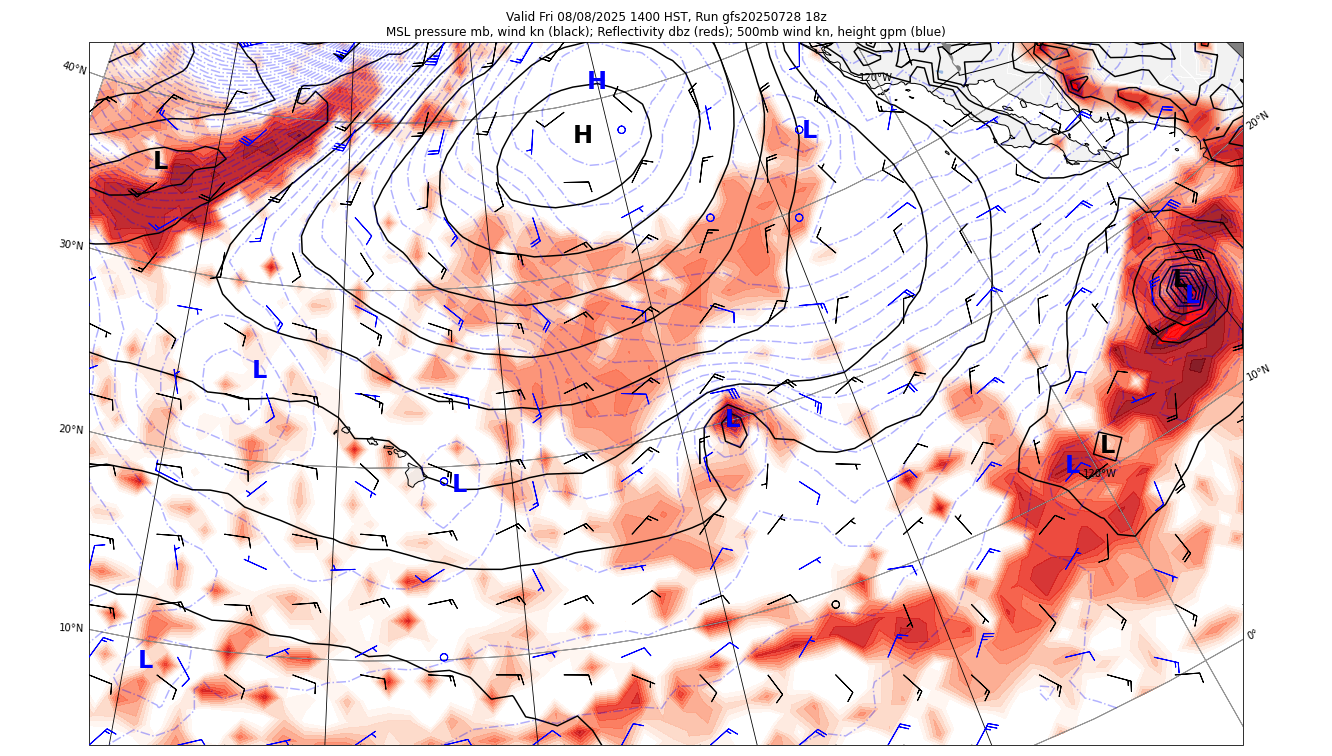 Valid Fri 08/08/2025 1400 HST, Run gfs20250728 18z
MSL pressure mb, wind kn (black); Reflectivity dbz (reds); 500mb wind kn, height gpm (blue)
40°N
H
120°W
20°N
L
H
L
30°N
L
L
L
10°N
L
20°N
L
L
L
120°W
L
10°N
0°
L